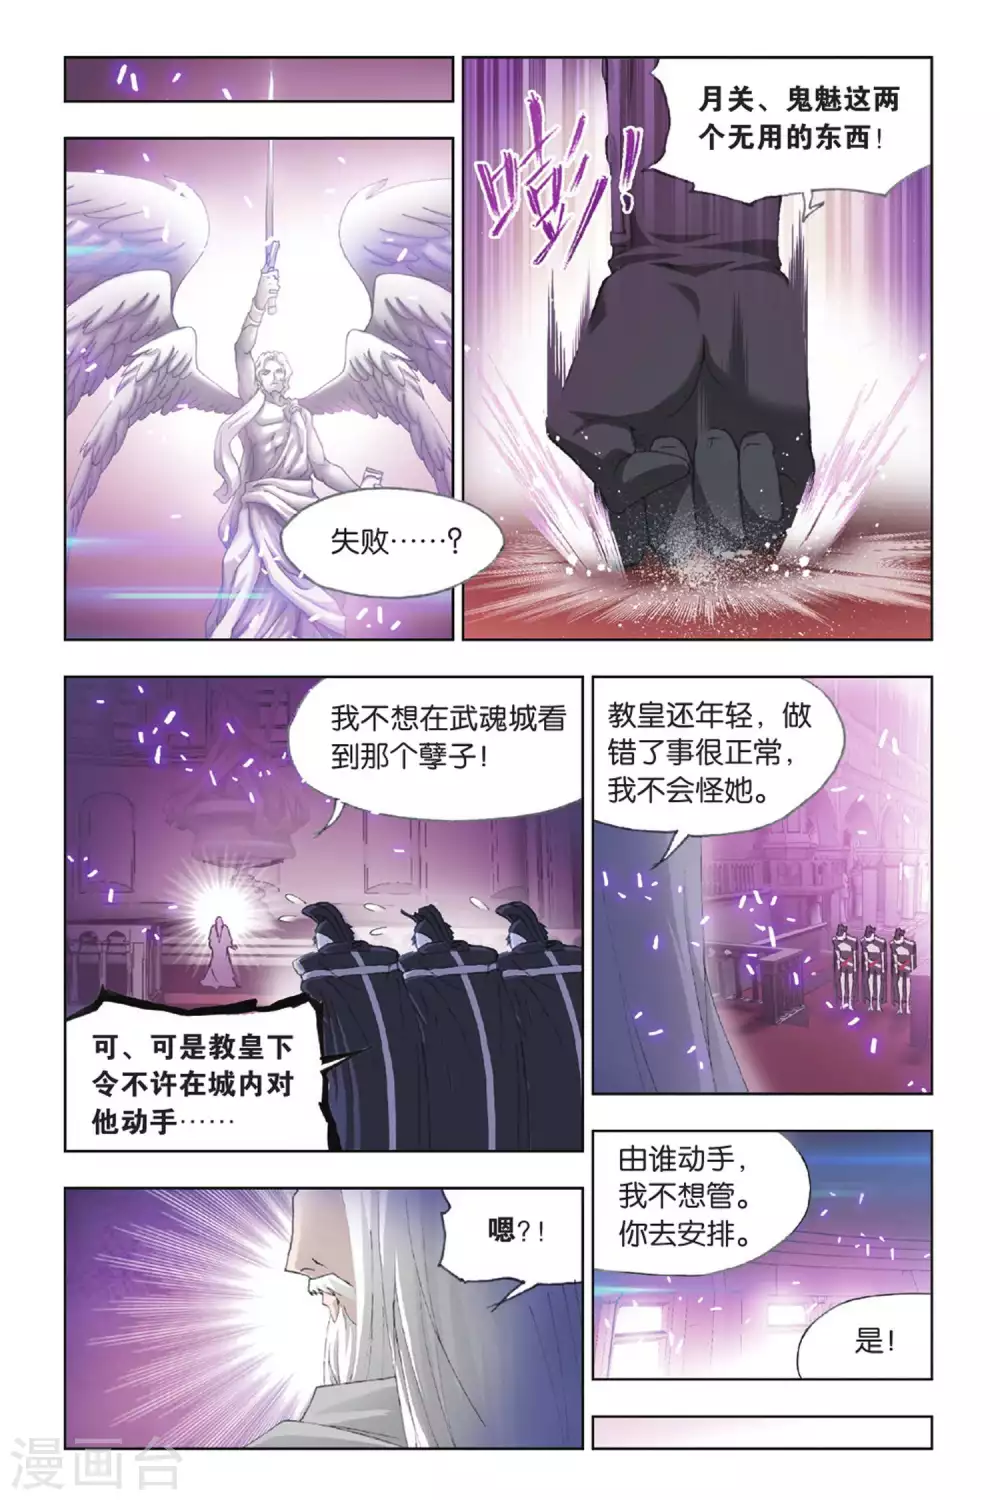 失败……?
嘭!
月关、鬼魅这两
个无用的东西!
我不想在武魂城看
到那个孽子!
可、可是教皇下
令不许在城内对
他动手……
教皇还年轻，做
错了事很正常，
我不会怪她。
嗯?!
由谁动手，
我不想管。
你去安排。
是!
漫画台